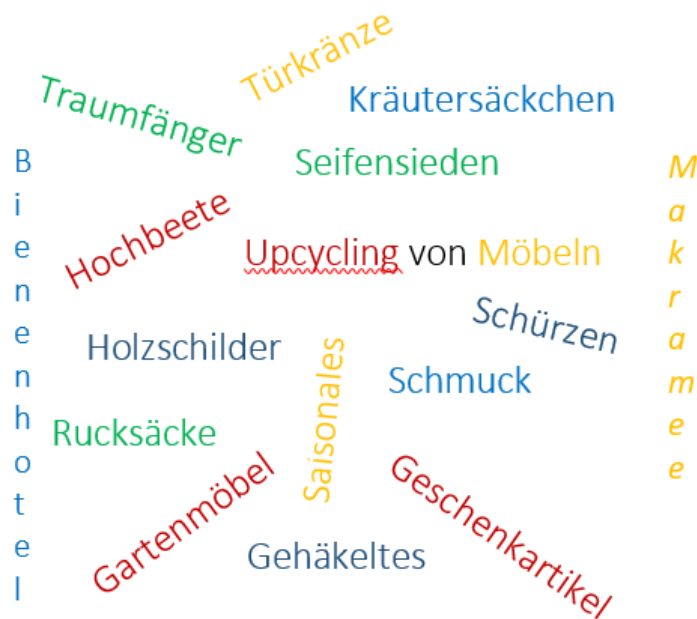 Türkränze
Traumfänger
Kräutersäckchen
Bienenhotel
Seifensieden
Makramee
Hochbeete
Upcycling von Möbeln
Schürzen
Holzschilder
Saisonales
Schmuck
Rucksäcke
Gartenmöbel
Geschenkartikel
Gehäkeltes